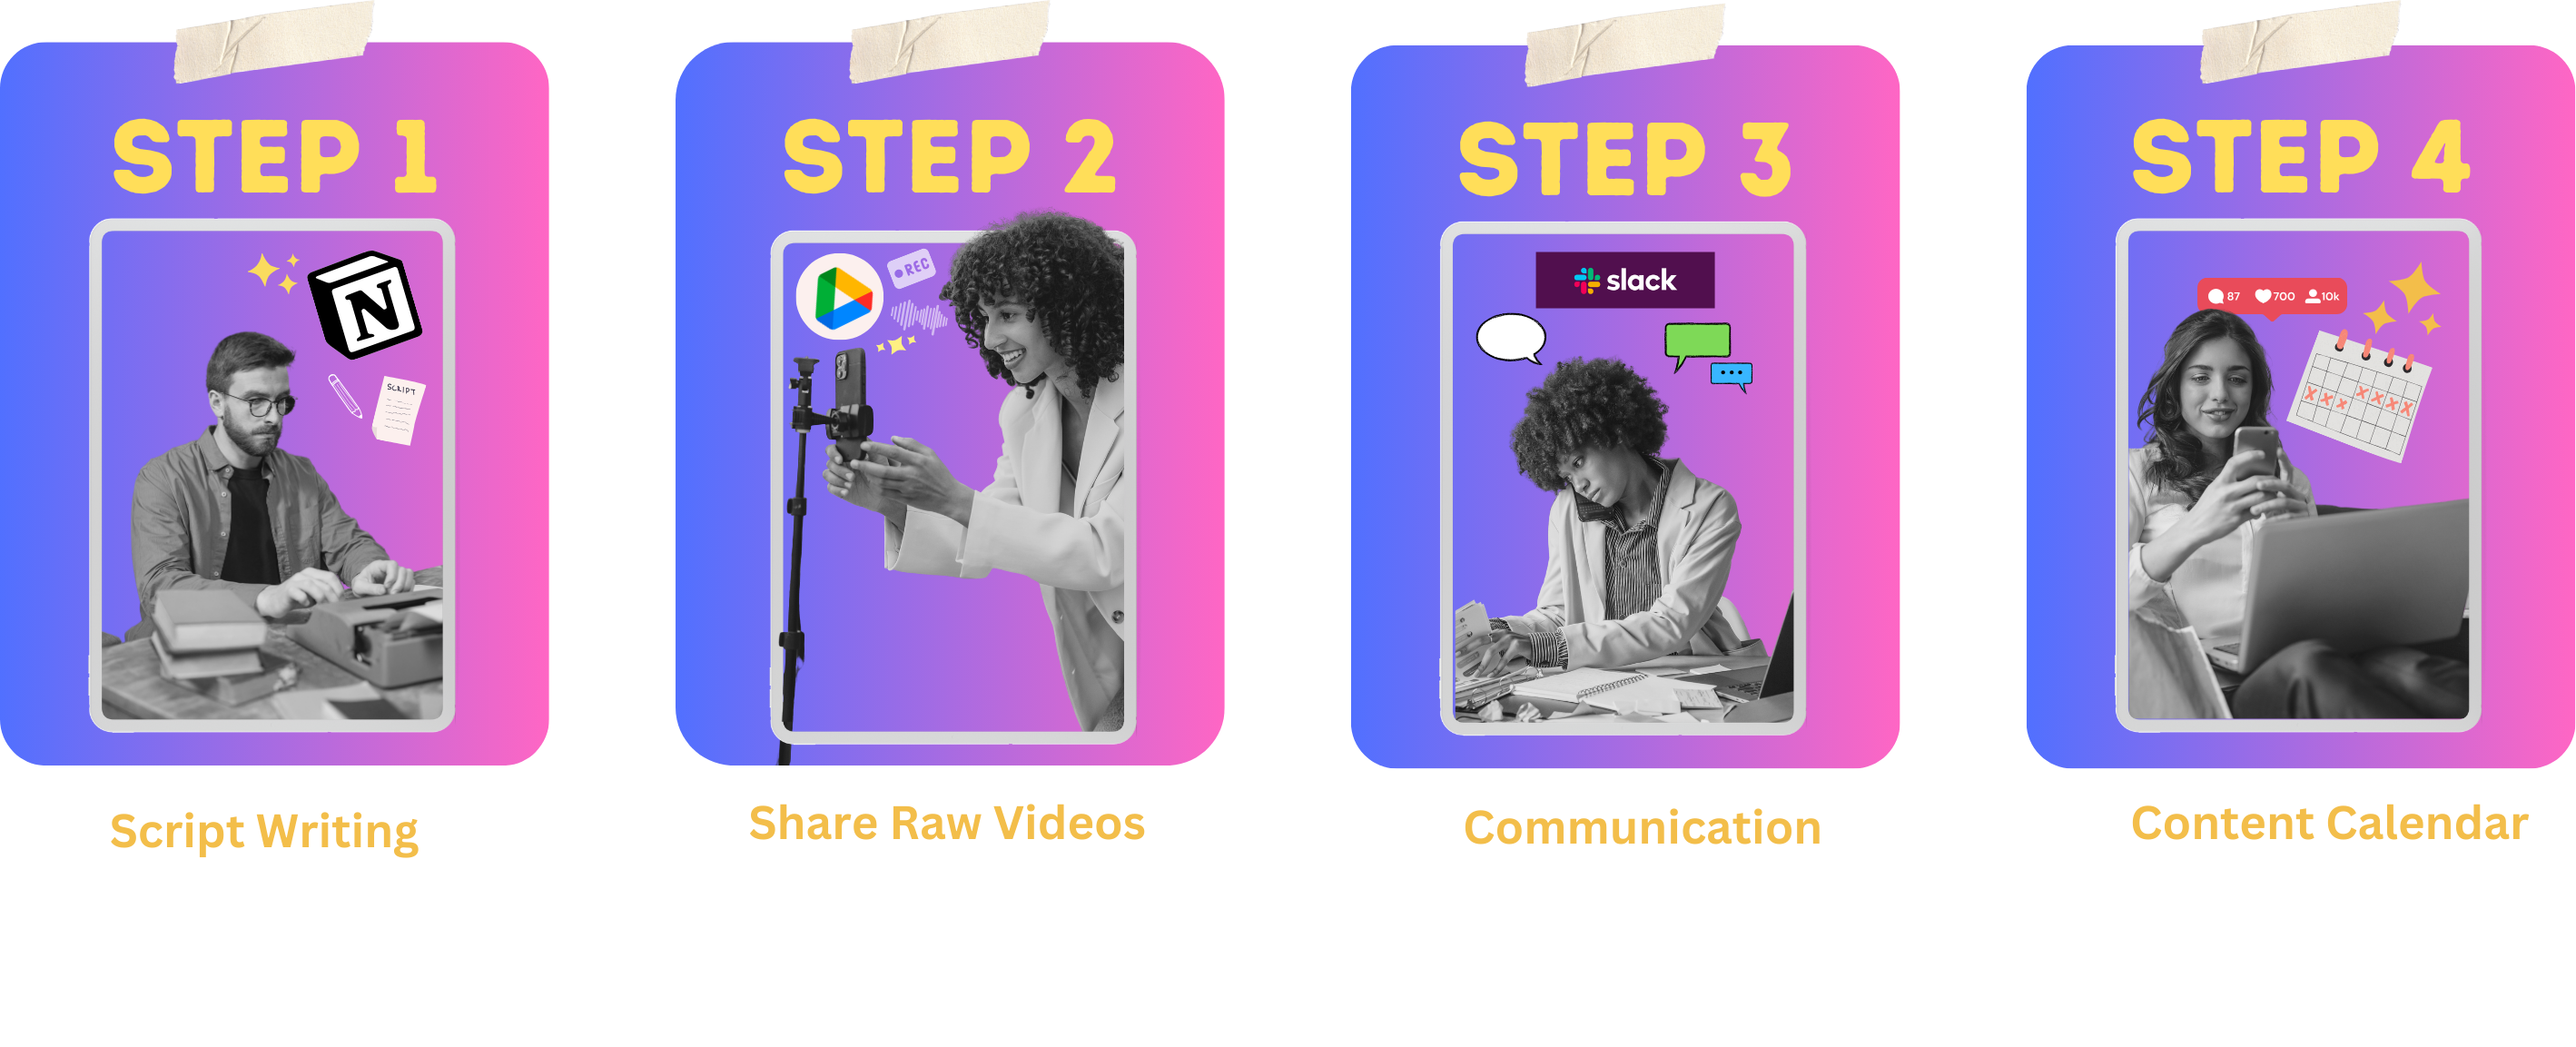 STEP 1
N
SCRIPT
Script Writing
STEP 2
REC
Share Raw Videos
STEP 3
slack
Communication
STEP 4
87 700 10k
Content Calendar